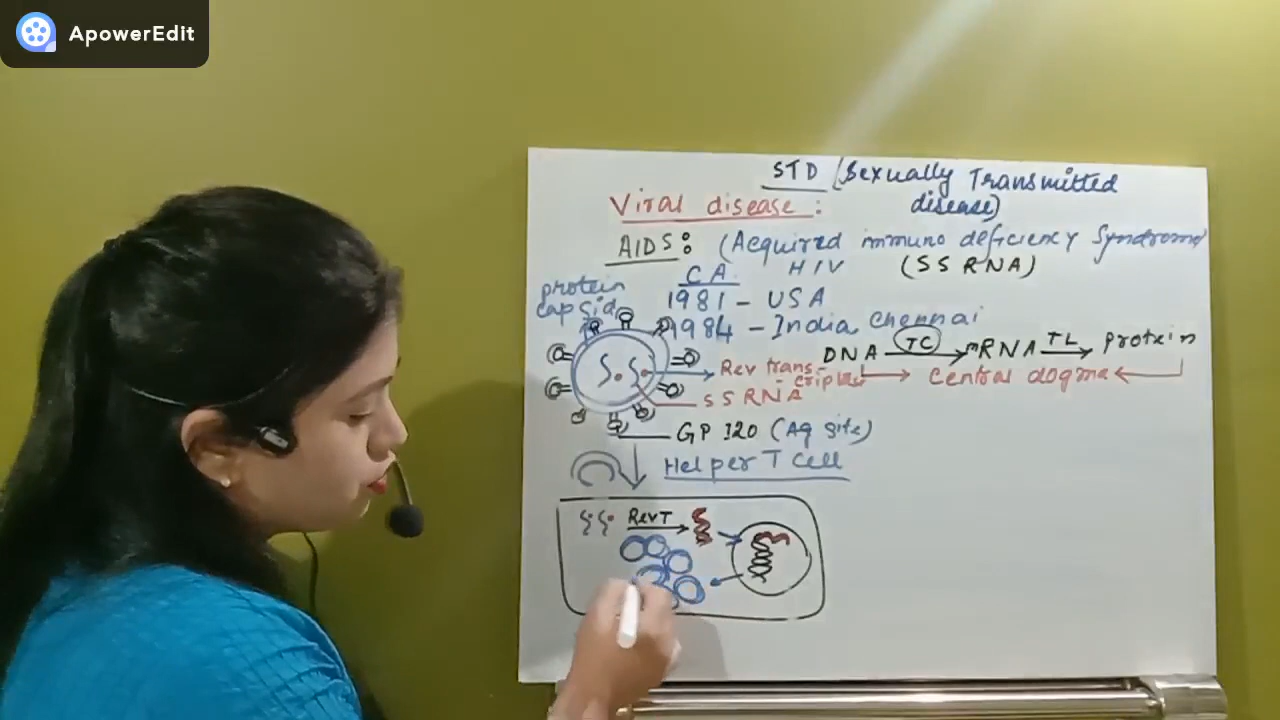 ApowerEdit
STD (Sexually Transmitted
disease)
Viral disease :
AIDS: (Acquired immuno deficiency Syndrome)
HIV (SSRNA)
CA
protein
capsid
1981 - USA
1984 - India Chennai
DNA TC mRNA TL protein
Central dogma
Rev trans-
SSRNA
GP 120 (Ag site)
Helper T cell
Rev T